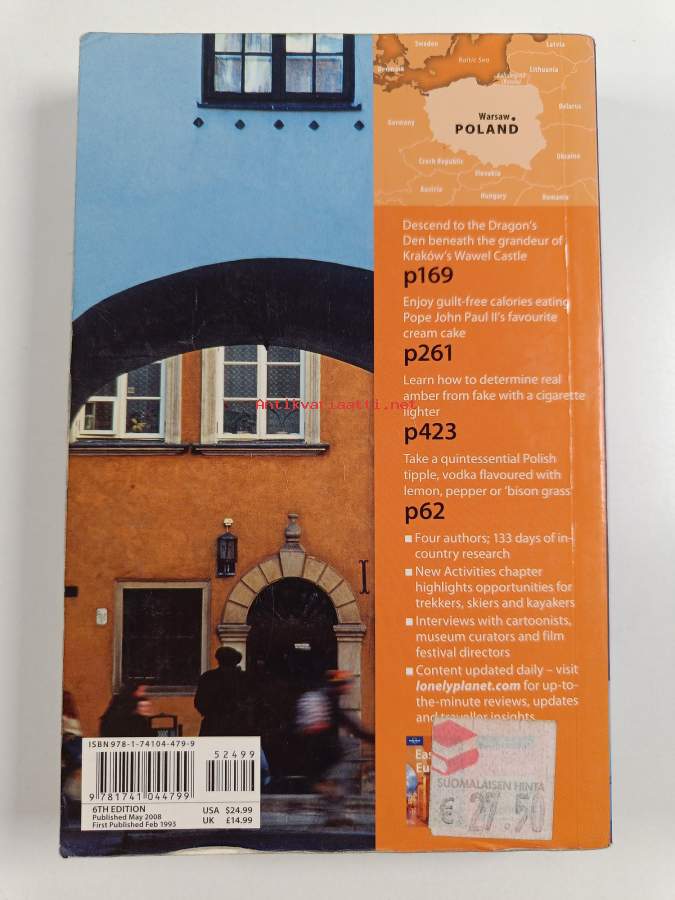 Sweden
Latvia
Baltic Sea
Denmark
Lithuania
Belarus
Germany
Warsaw
POLAND
Ukraine
Czech Republic
Slovakia
Austria
Hungary
Romania
Descend to the Dragon's
Den beneath the grandeur of
Kraków's Wawel Castle
p169
Enjoy guilt-free calories eating
Pope John Paul II's favourite
cream cake
p261
Learn how to determine real
amber from fake with a cigarette
lighter
p423
Take a quintessential Polish
tipple, vodka flavoured with
lemon, pepper or 'bison grass'
p62
Four authors; 133 days of in-
country research
New Activities chapter
highlights opportunities for
trekkers, skiers and kayakers
Interviews with cartoonists,
museum curators and film
festival directors
Content updated daily – visit
lonelyplanet.com for up-to-
the-minute reviews, updates
and traveller insights
Antikvariaatti.net
ISBN 978-1-74104-479-9
52499
9 781741 044799
6TH EDITION
Published May 2008
First Published Feb 1993
USA $24.99
UK £14.99
SUOMALAISEN HINTA
€ 27.50